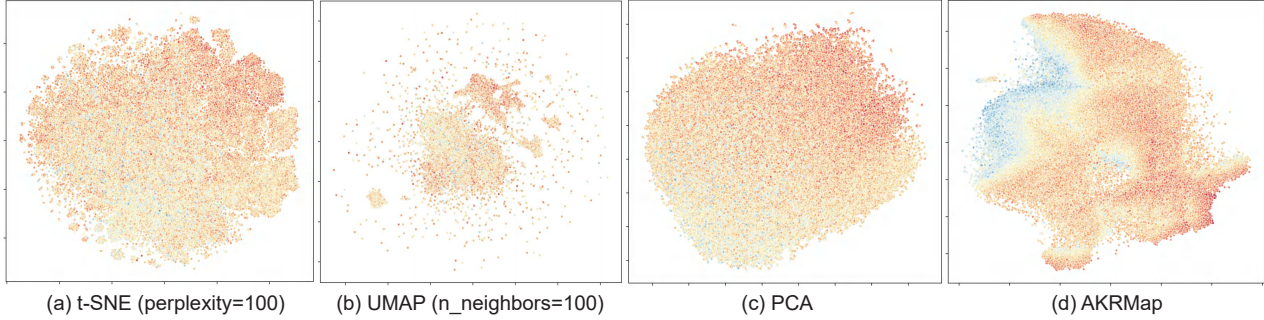 (a) t-SNE (perplexity=100)
(b) UMAP (n_neighbors=100)
(c) PCA
(d) AKRMap